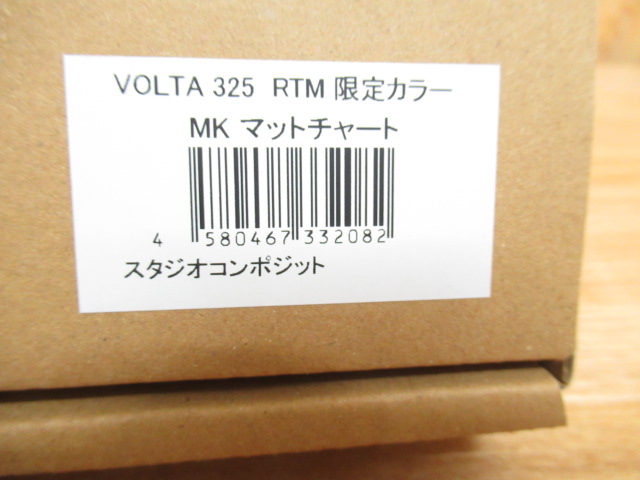 VOLTA 325 RTM 限定カラー
MK マットチャート
4 580467 332082
スタジオコンポジット